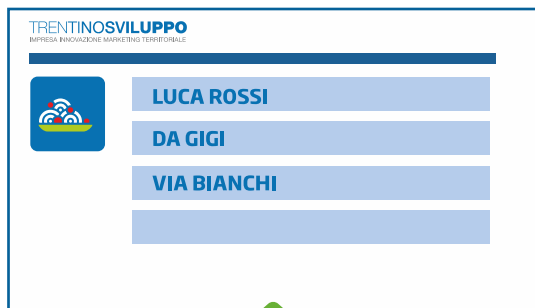 TRENTINOSVILUPPO
IMPRESA INNOVAZIONE MARKETING TERRITORIALE
LUCA ROSSI
DA GIGI
VIA BIANCHI